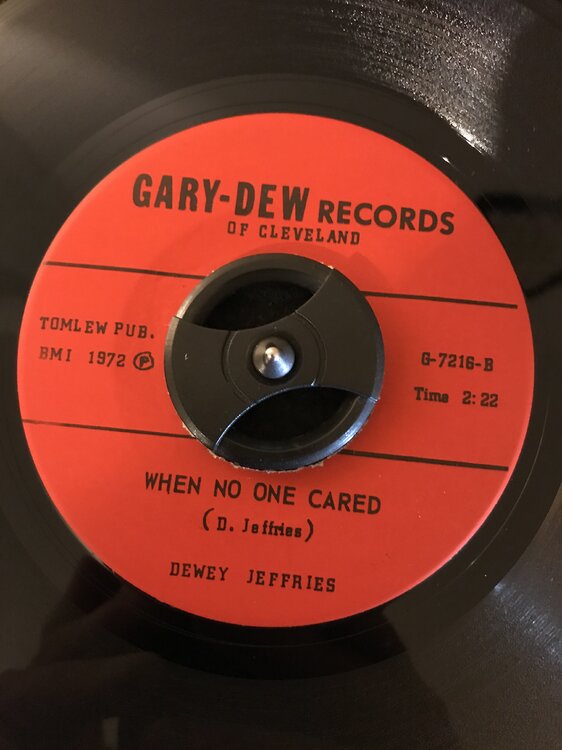 GARY-DEW RECORDS
OF CLEVELAND
TOMLEW PUB.
BMI 1972 Ⓟ
G-7216-B
Time 2:22
WHEN NO ONE CARED
(D. Jeffries)
DEWEY JEFFRIES